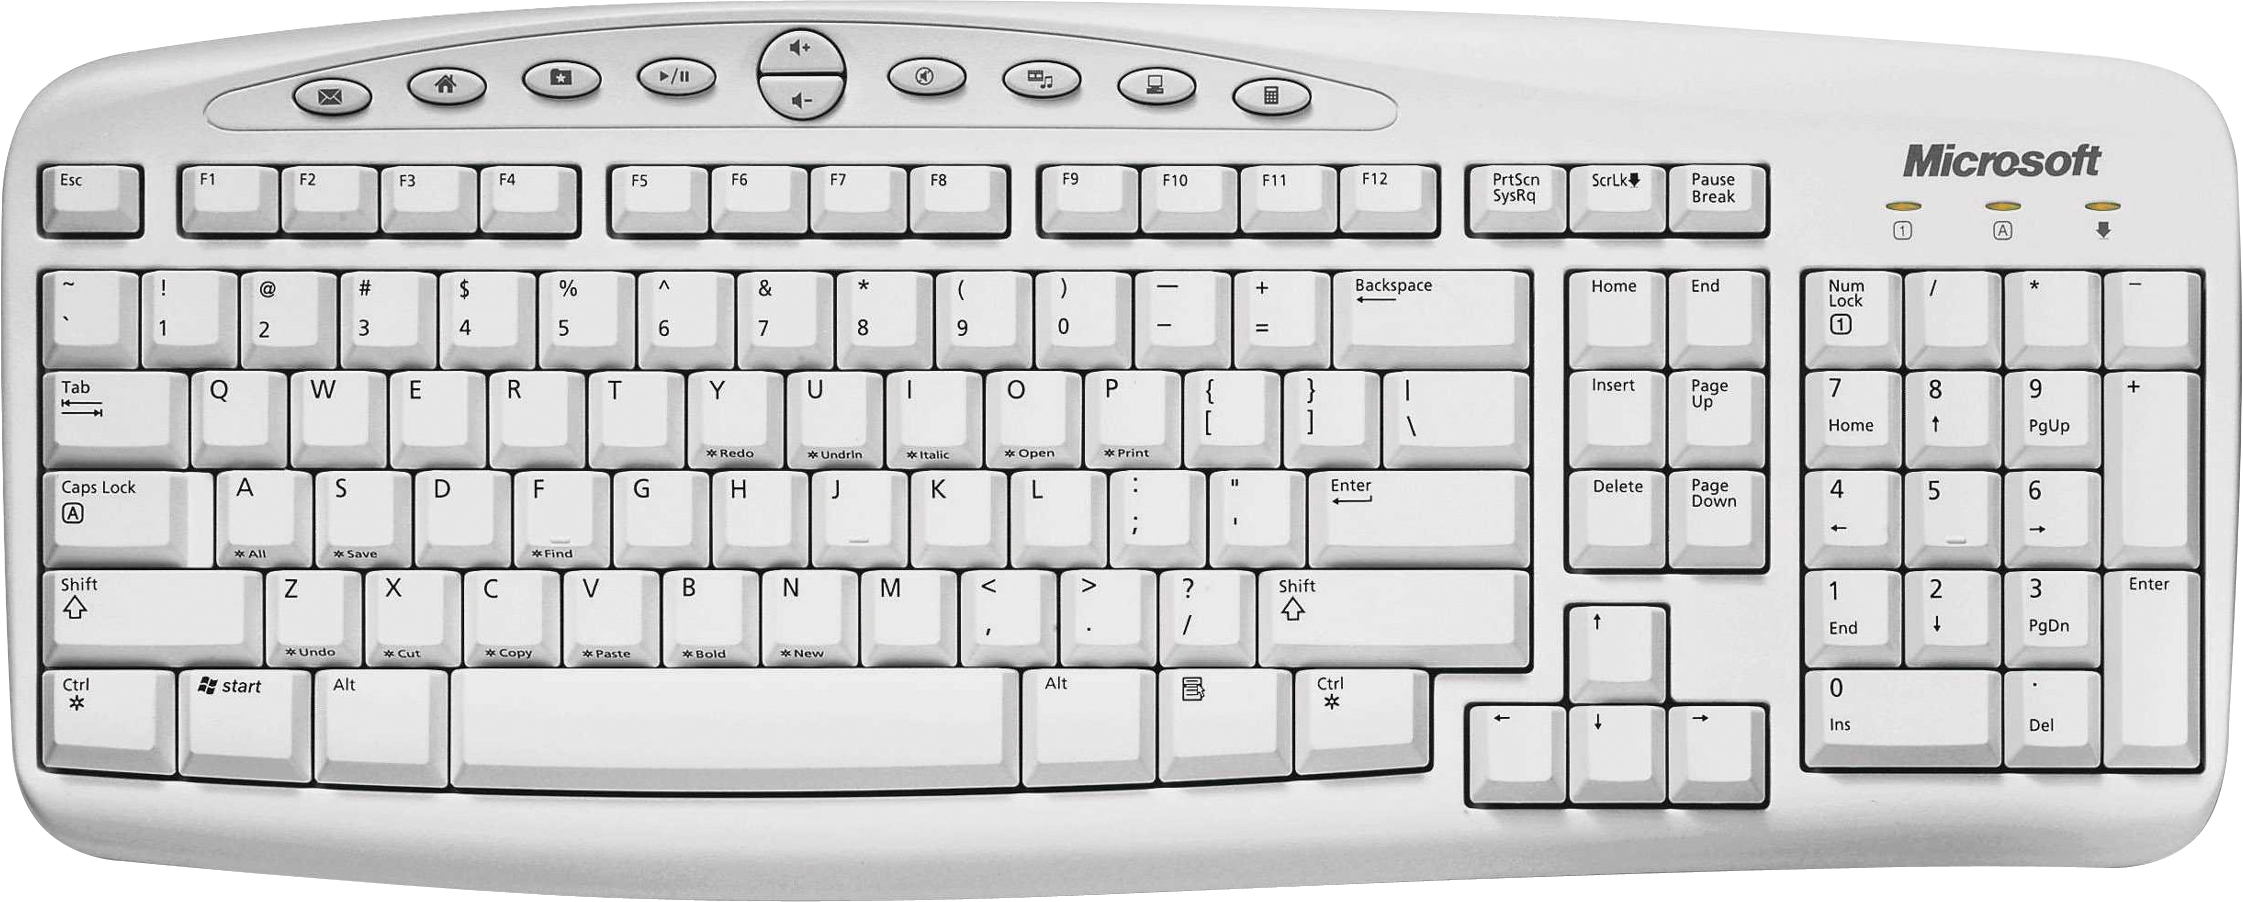 Microsoft
Esc F1 F2 F3 F4 F5 F6 F7 F8 F9 F10 F11 F12 PrtScn ScrLk Pause
SysRq Break
1 A
~ ! @ # $ % ^ & * ( ) — + Backspace Home End Num / * −
` 1 2 3 4 5 6 7 8 9 0 - = Lock
1
Tab Q W E R T Y U I O P { } | Insert Page 7 8 9 +
[ ] \ Up Home ↑ PgUp
✲Redo ✲Undrln ✲Italic ✲Open ✲Print
Caps Lock A S D F G H J K L : " Enter Delete Page 4 5 6
A ; ' Down ← →
✲All ✲Save ✲Find
Shift Z X C V B N M < > ? Shift ↑ 1 2 3 Enter
, . / End ↓ PgDn
✲Undo ✲Cut ✲Copy ✲Paste ✲Bold ✲New
Ctrl start Alt Alt Ctrl ← ↓ → 0 .
✲ ✲ Ins Del